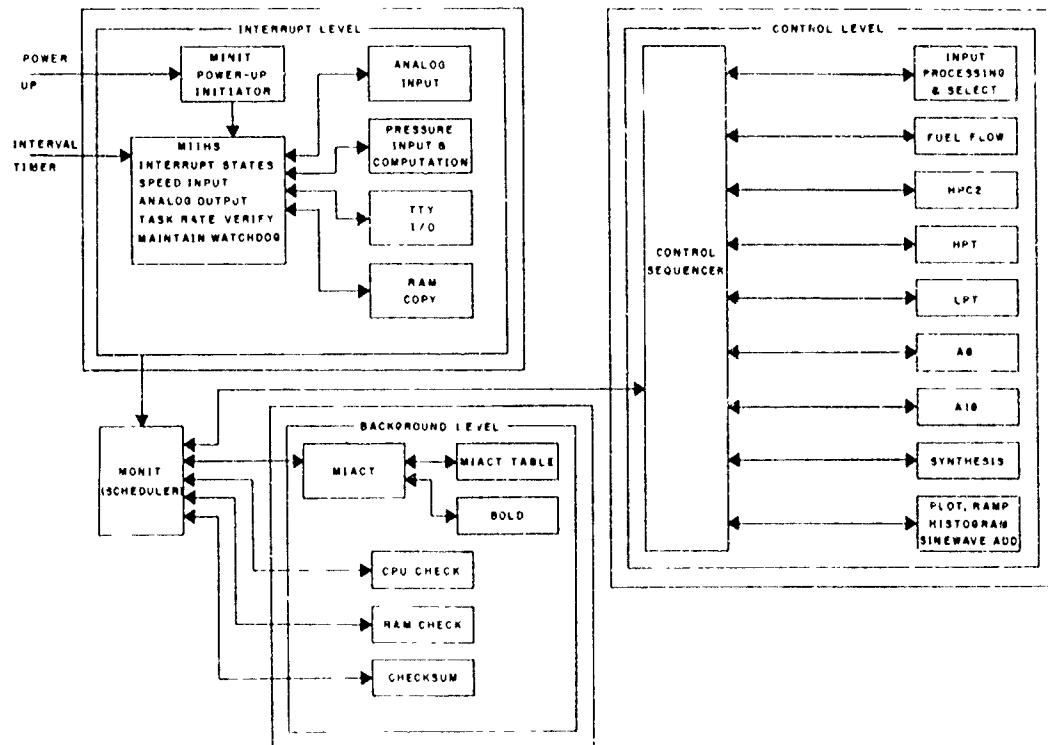 INTERRUPT LEVEL
POWER
UP
MINIT
POWER-UP
INITIATOR
INTERVAL
TIMER
MIIHS
INTERRUPT STATES
SPEED INPUT
ANALOG OUTPUT
TASK RATE VERIFY
MAINTAIN WATCHDOG
ANALOG
INPUT
PRESSURE
INPUT &
COMPUTATION
TTY
I/O
RAM
COPY
MONIT
(SCHEDULER)
BACKGROUND LEVEL
MIACT
MIACT TABLE
BOLD
CPU CHECK
RAM CHECK
CHECKSUM
CONTROL LEVEL
CONTROL
SEQUENCER
INPUT
PROCESSING
& SELECT
FUEL FLOW
HPC2
HPT
LPT
SYNTHESIS
PLOT, RAMP
HISTOGRAM
SINEWAVE ADD